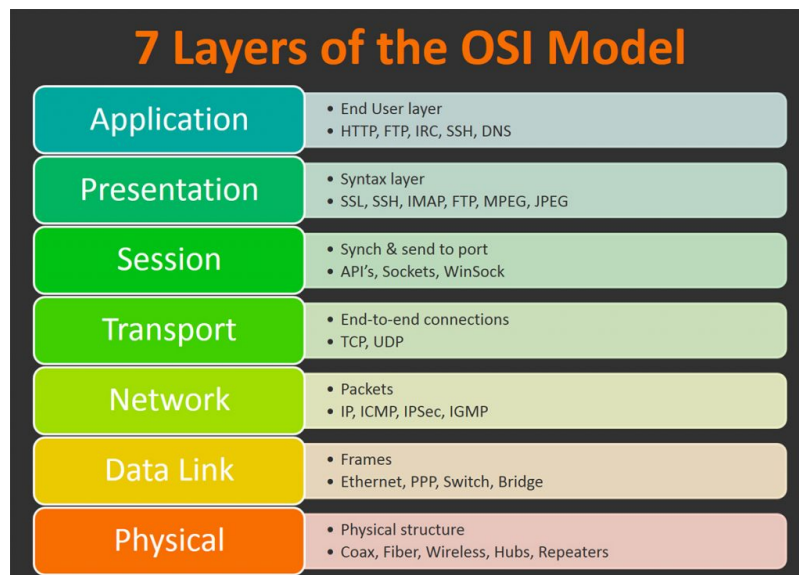 7 Layers of the OSI Model
Application
• End User layer
• HTTP, FTP, IRC, SSH, DNS
Presentation
• Syntax layer
• SSL, SSH, IMAP, FTP, MPEG, JPEG
Session
• Synch & send to port
• API's, Sockets, WinSock
Transport
• End-to-end connections
• TCP, UDP
Network
• Packets
• IP, ICMP, IPSec, IGMP
Data Link
• Frames
• Ethernet, PPP, Switch, Bridge
Physical
• Physical structure
• Coax, Fiber, Wireless, Hubs, Repeaters